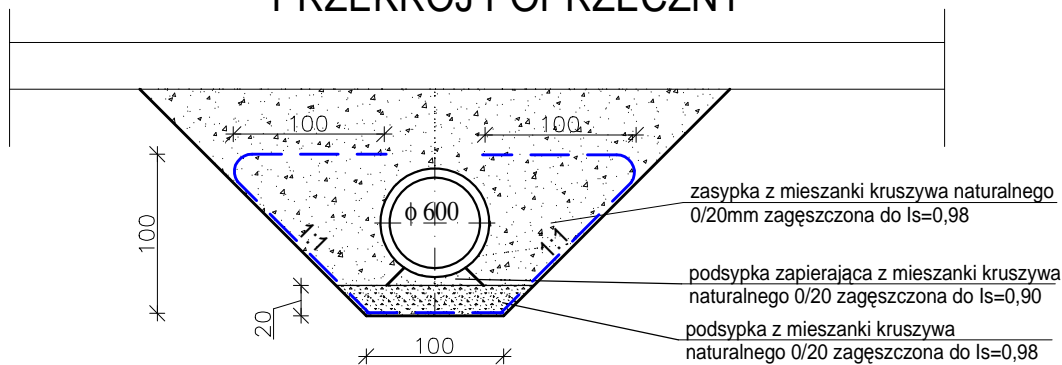 PRZEKRÓJ POPRZECZNY
100
100
100
ϕ 600
1:1
1:1
20
100
zasypka z mieszanki kruszywa naturalnego
0/20mm zagęszczona do Is=0,98
podsypka zapierająca z mieszanki kruszywa
naturalnego 0/20 zagęszczona do Is=0,90
podsypka z mieszanki kruszywa
naturalnego 0/20 zagęszczona do Is=0,98